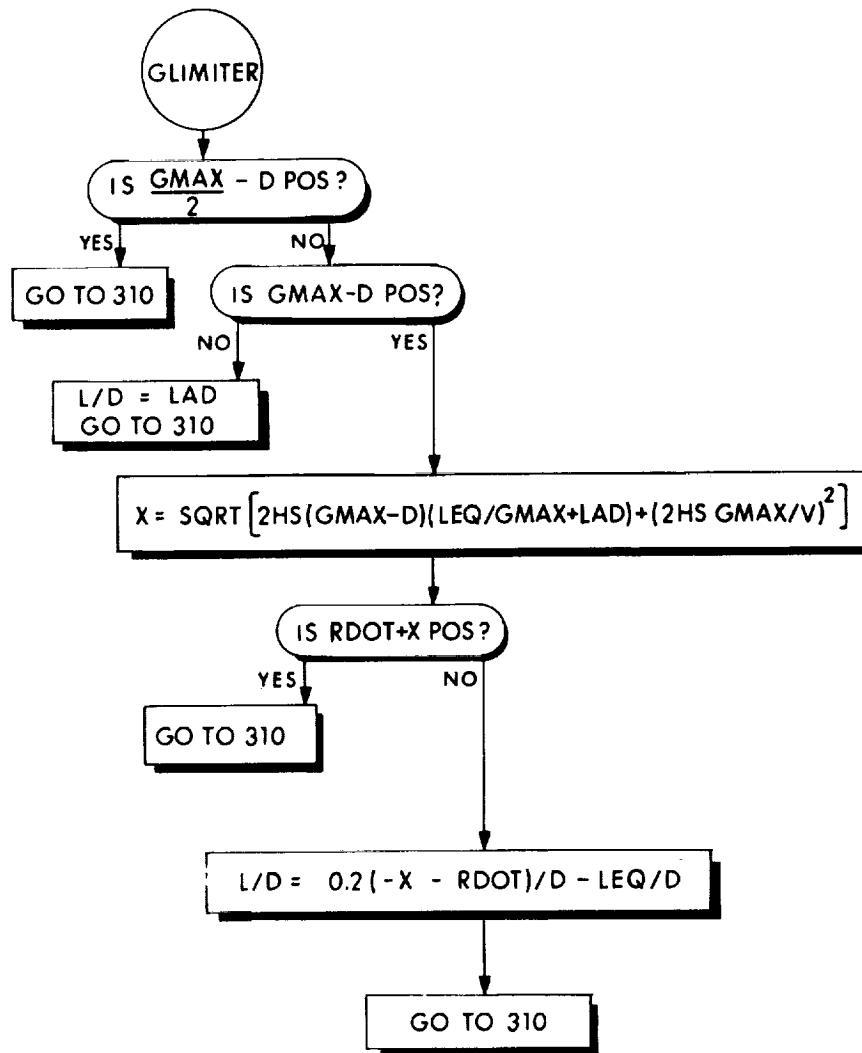 GLIMITER
IS GMAX/2 - D POS?
YES
NO
GO TO 310
IS GMAX-D POS?
NO
YES
L/D = LAD
GO TO 310
X = SQRT [2HS(GMAX-D)(LEQ/GMAX+LAD)+(2HS GMAX/V)²]
IS RDOT+X POS?
YES
NO
GO TO 310
L/D = 0.2(-X - RDOT)/D - LEQ/D
GO TO 310